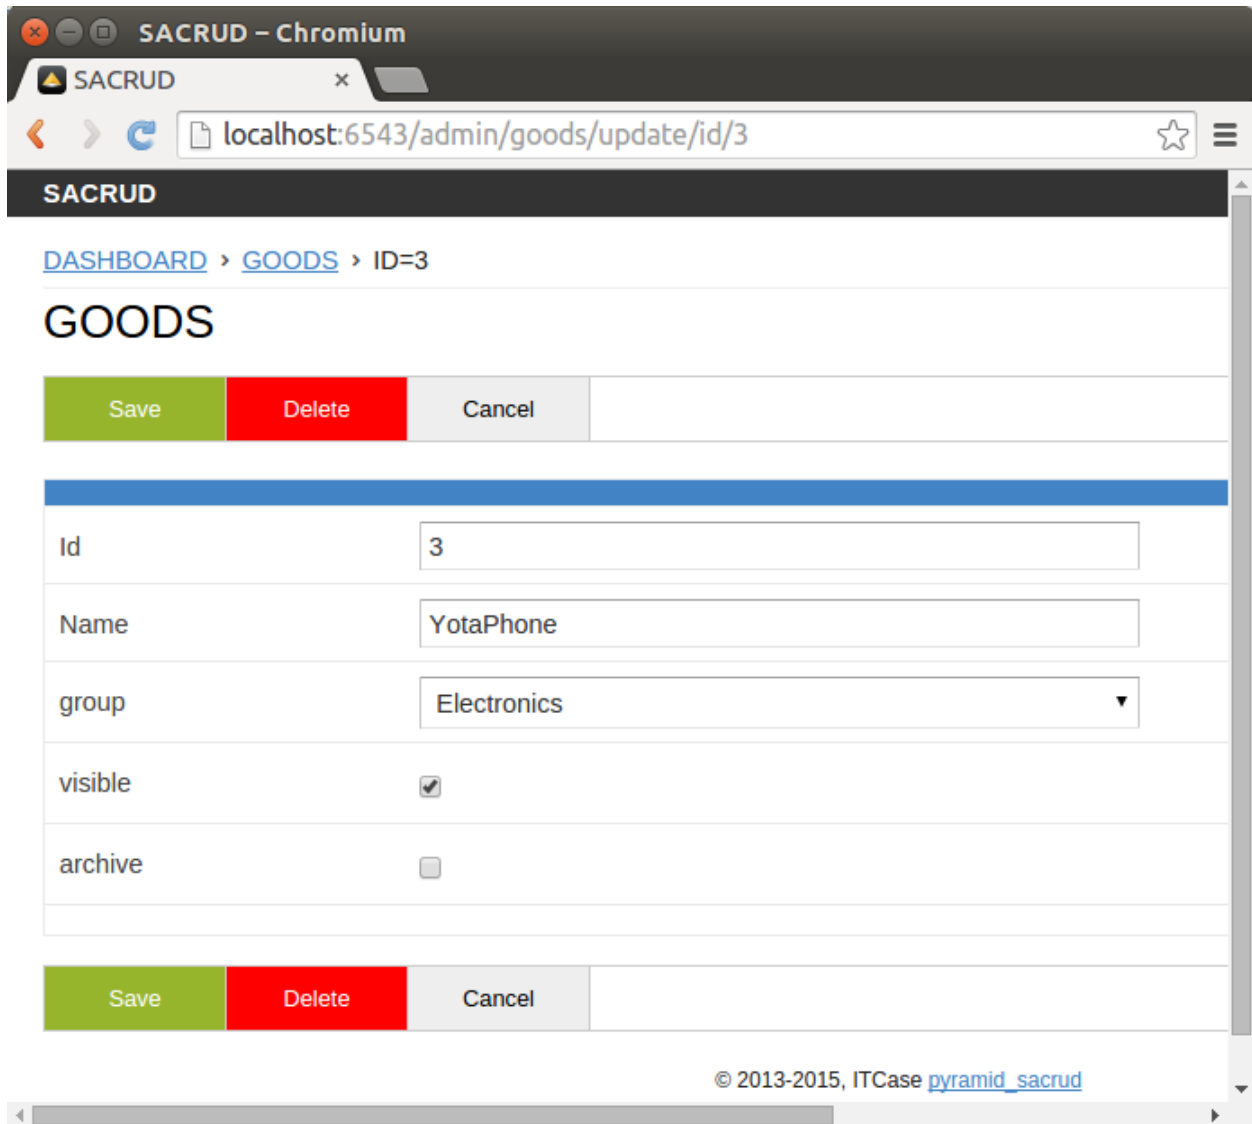 SACRUD – Chromium
SACRUD
localhost:6543/admin/goods/update/id/3
SACRUD
DASHBOARD › GOODS › ID=3
GOODS
Save Delete Cancel
Id 3
Name YotaPhone
group Electronics
visible
archive
Save Delete Cancel
© 2013-2015, ITCase pyramid_sacrud